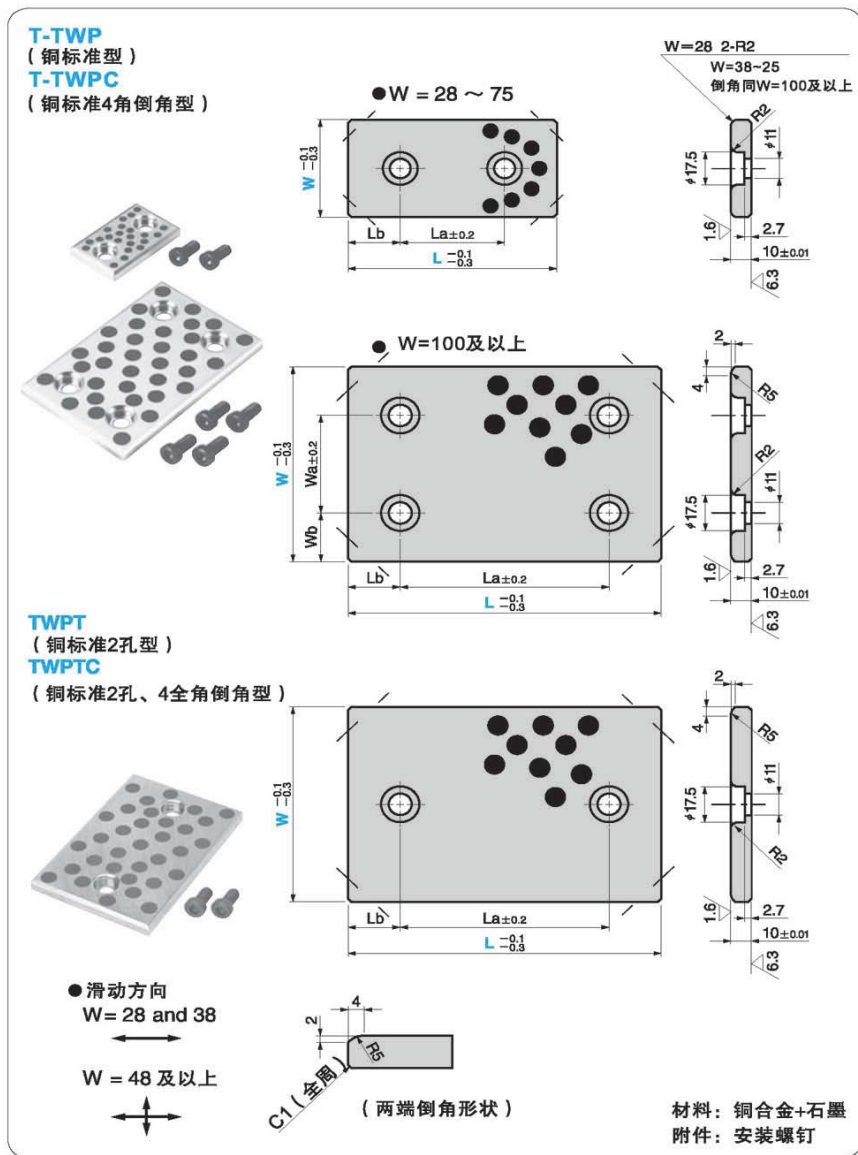 T-TWP
（铜标准型）
T-TWPC
（铜标准4角倒角型）
●W = 28 ～ 75
W -0.1 -0.3
Lb
La±0.2
L -0.1 -0.3
W=28 2-R2
W=38~25
倒角同W=100及以上
R2
φ17.5
φ11
1.6
2.7
10±0.01
6.3
● W=100及以上
W -0.1 -0.3
Wa±0.2
Wb
Lb
La±0.2
L -0.1 -0.3
2
4
R5
R2
φ17.5
φ11
1.6
2.7
10±0.01
6.3
TWPT
（铜标准2孔型）
TWPTC
（铜标准2孔、4全角倒角型）
W -0.1 -0.3
Lb
La±0.2
L -0.1 -0.3
2
4
R5
φ17.5
φ11
R2
1.6
2.7
10±0.01
6.3
●滑动方向
W= 28 and 38
W = 48 及以上
4
2
R5
C1（全周）
（两端倒角形状）
材料：铜合金+石墨
附件：安装螺钉